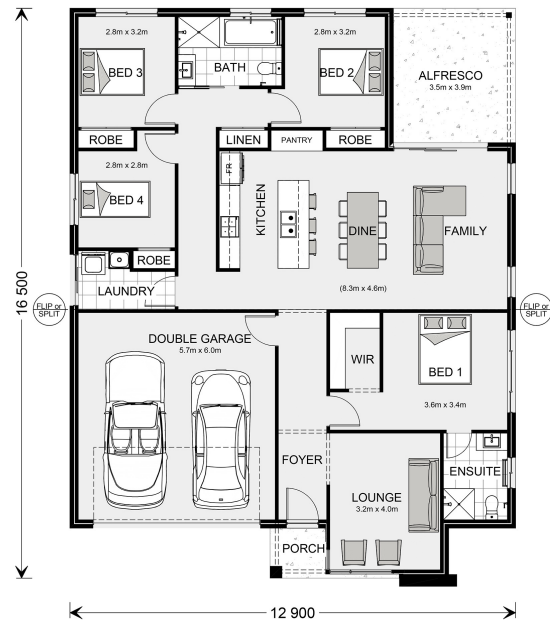 2.8m x 3.2m
BED 3
BATH
2.8m x 3.2m
BED 2
ALFRESCO
3.5m x 3.9m
ROBE
LINEN
PANTRY
ROBE
2.8m x 2.8m
BED 4
FR
KITCHEN
DINE
FAMILY
(8.3m x 4.6m)
ROBE
LAUNDRY
16 500
FLIP or
SPLIT
FLIP or
SPLIT
DOUBLE GARAGE
5.7m x 6.0m
WIR
BED 1
3.6m x 3.4m
FOYER
ENSUITE
LOUNGE
3.2m x 4.0m
PORCH
12 900